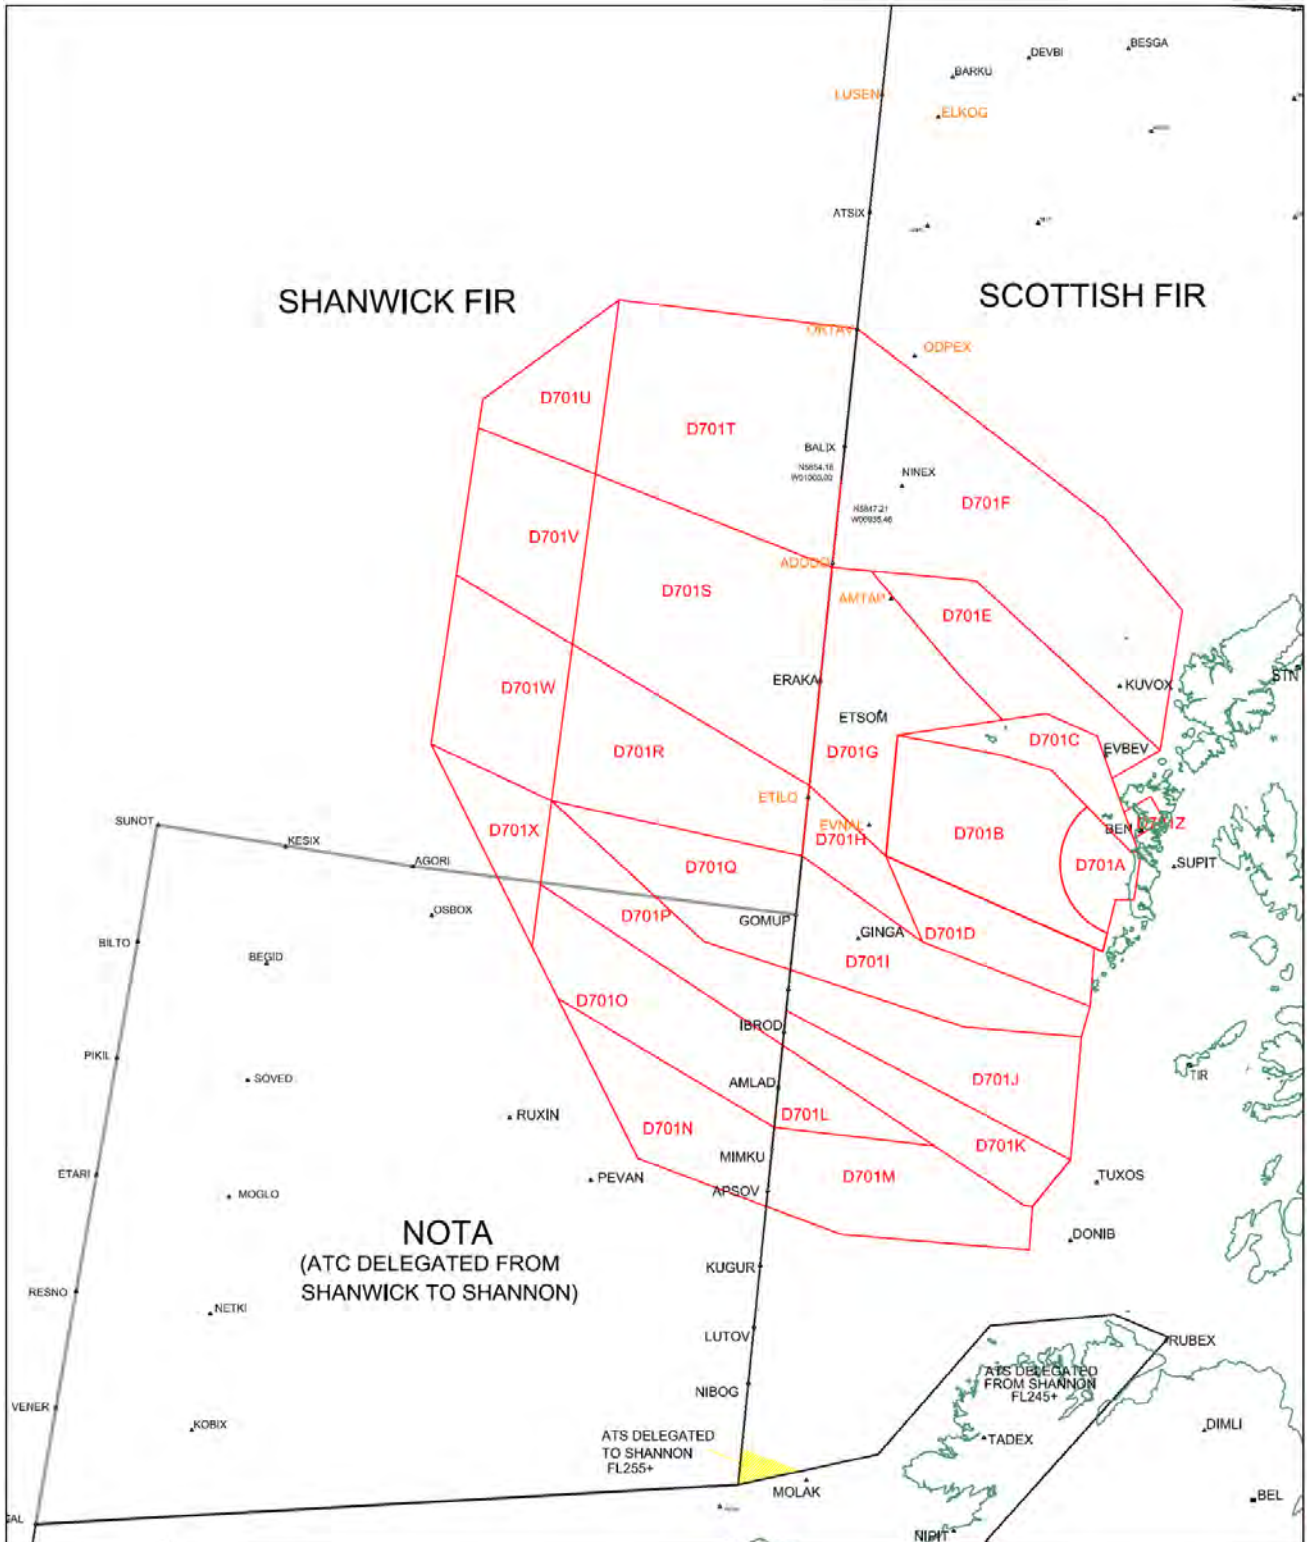 BESGA
DEVBI
BARKU
LUSEN
ELKOG
ATSIX
SHANWICK FIR
SCOTTISH FIR
ODPEX
D701U
D701T
BALIX
NINEX
D701F
D701V
ADODO
D701S
AMTAP
D701E
ERAKA
KUVOX
STN
D701W
ETSOM
D701R
D701G
D701C
EVBEV
ETILO
SUNOT
D701X
EVNAL
D701B
BEN
D701Z
KESIX
D701H
AGORI
D701Q
D701A
SUPIT
OSBOX
D701P
GOMUP
GINGA
D701D
BILTO
BEGID
D701I
D701O
IBROD
PIKIL
SOVED
AMLAD
D701J
TIR
RUXIN
D701L
D701N
D701K
MIMKU
ETARI
PEVAN
D701M
TUXOS
MOGLO
APSOV
NOTA
(ATC DELEGATED FROM
SHANWICK TO SHANNON)
DONIB
KUGUR
RESNO
NETKI
LUTOV
RUBEX
ATS DELEGATED
FROM SHANNON
FL245+
NIBOG
VENER
KOBIX
ATS DELEGATED
TO SHANNON
FL255+
TADEX
DIMLI
MOLAK
BEL
NIPIT